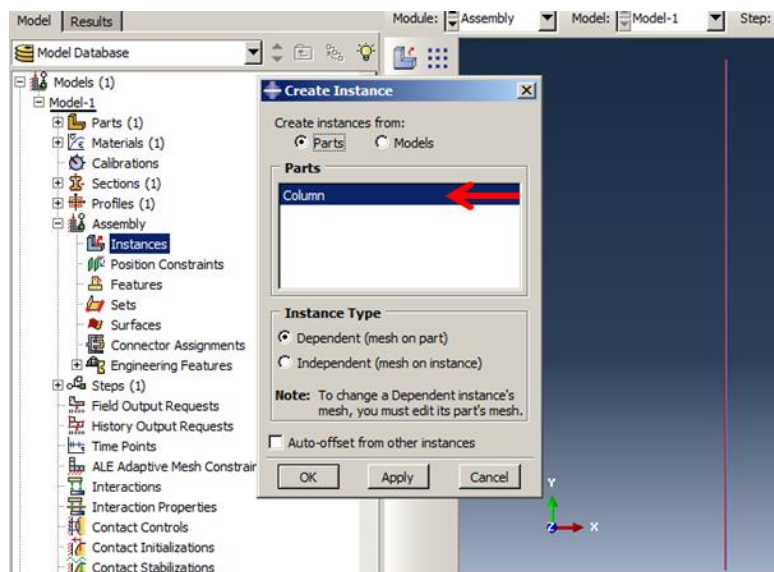 Model Results
Module: Assembly Model: Model-1 Step:
Model Database
Models (1)
Model-1
Parts (1)
Materials (1)
Calibrations
Sections (1)
Profiles (1)
Assembly
Instances
Position Constraints
Features
Sets
Surfaces
Connector Assignments
Engineering Features
Steps (1)
Field Output Requests
History Output Requests
Time Points
ALE Adaptive Mesh Constrain
Interactions
Interaction Properties
Contact Controls
Contact Initializations
Contact Stabilizations
Create Instance
Create instances from:
Parts Models
Parts
Column
Instance Type
Dependent (mesh on part)
Independent (mesh on instance)
Note: To change a Dependent instance's
mesh, you must edit its part's mesh.
Auto-offset from other instances
OK Apply Cancel
Y
Z X